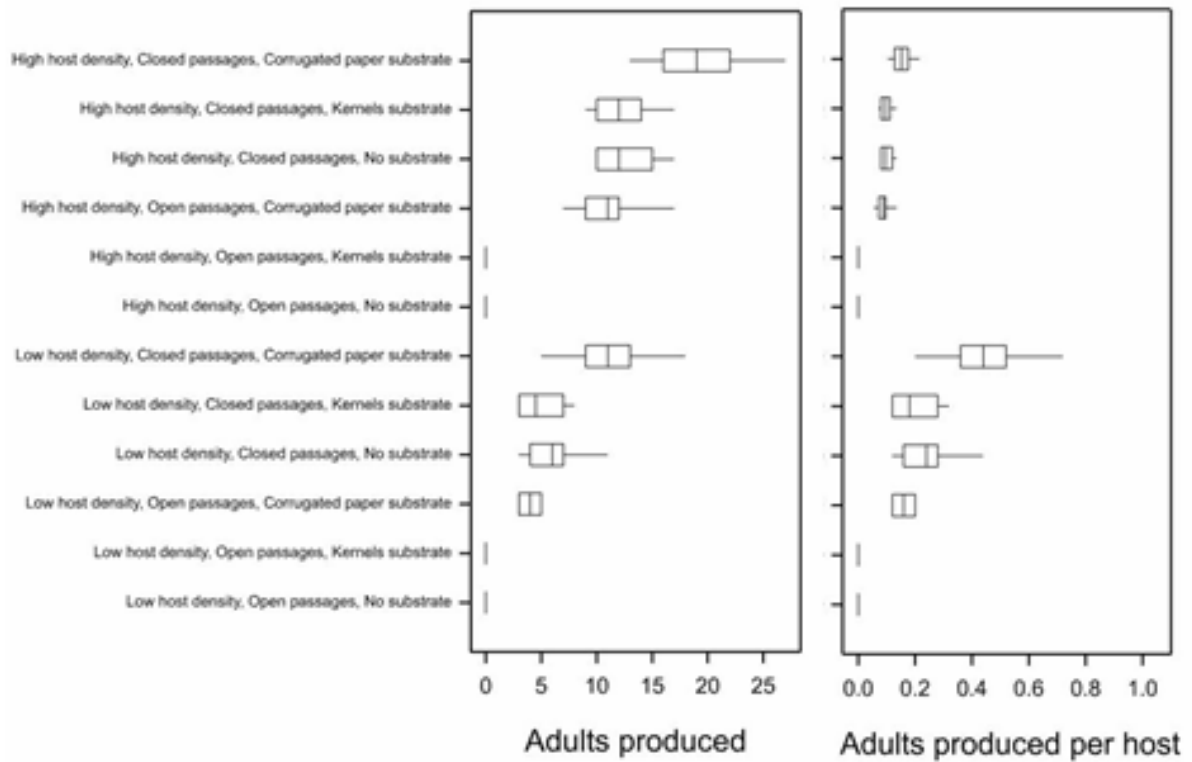 High host density, Closed passages, Corrugated paper substrate
High host density, Closed passages, Kernels substrate
High host density, Closed passages, No substrate
High host density, Open passages, Corrugated paper substrate
High host density, Open passages, Kernels substrate
High host density, Open passages, No substrate
Low host density, Closed passages, Corrugated paper substrate
Low host density, Closed passages, Kernels substrate
Low host density, Closed passages, No substrate
Low host density, Open passages, Corrugated paper substrate
Low host density, Open passages, Kernels substrate
Low host density, Open passages, No substrate
0 5 10 15 20 25
0.0 0.2 0.4 0.6 0.8 1.0
Adults produced
Adults produced per host